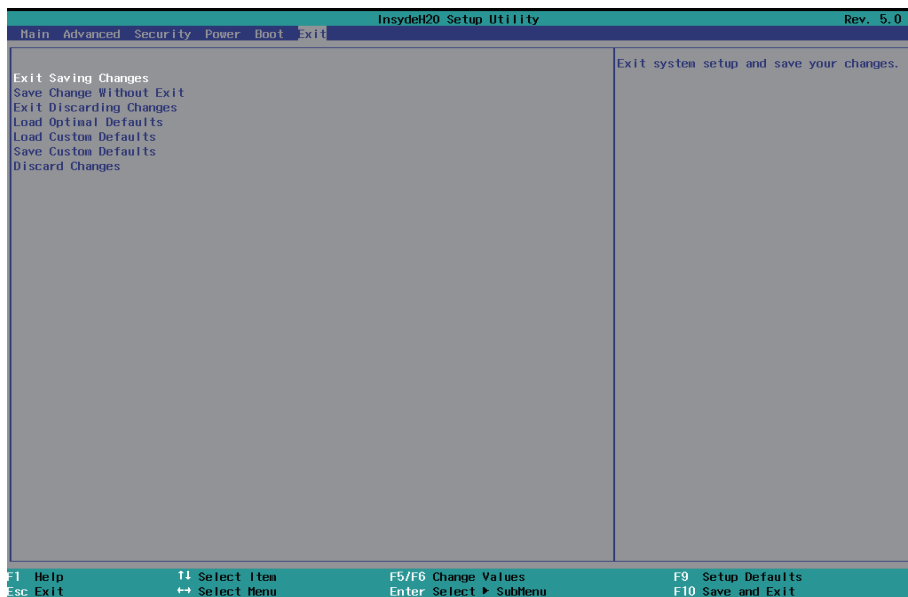 InsydeH20 Setup Utility Rev. 5.0
Main Advanced Security Power Boot Exit
Exit system setup and save your changes.
Exit Saving Changes
Save Change Without Exit
Exit Discarding Changes
Load Optimal Defaults
Load Custom Defaults
Save Custom Defaults
Discard Changes
F1 Help ↑↓ Select Item F5/F6 Change Values F9 Setup Defaults
Esc Exit ↔ Select Menu Enter Select ▶ SubMenu F10 Save and Exit